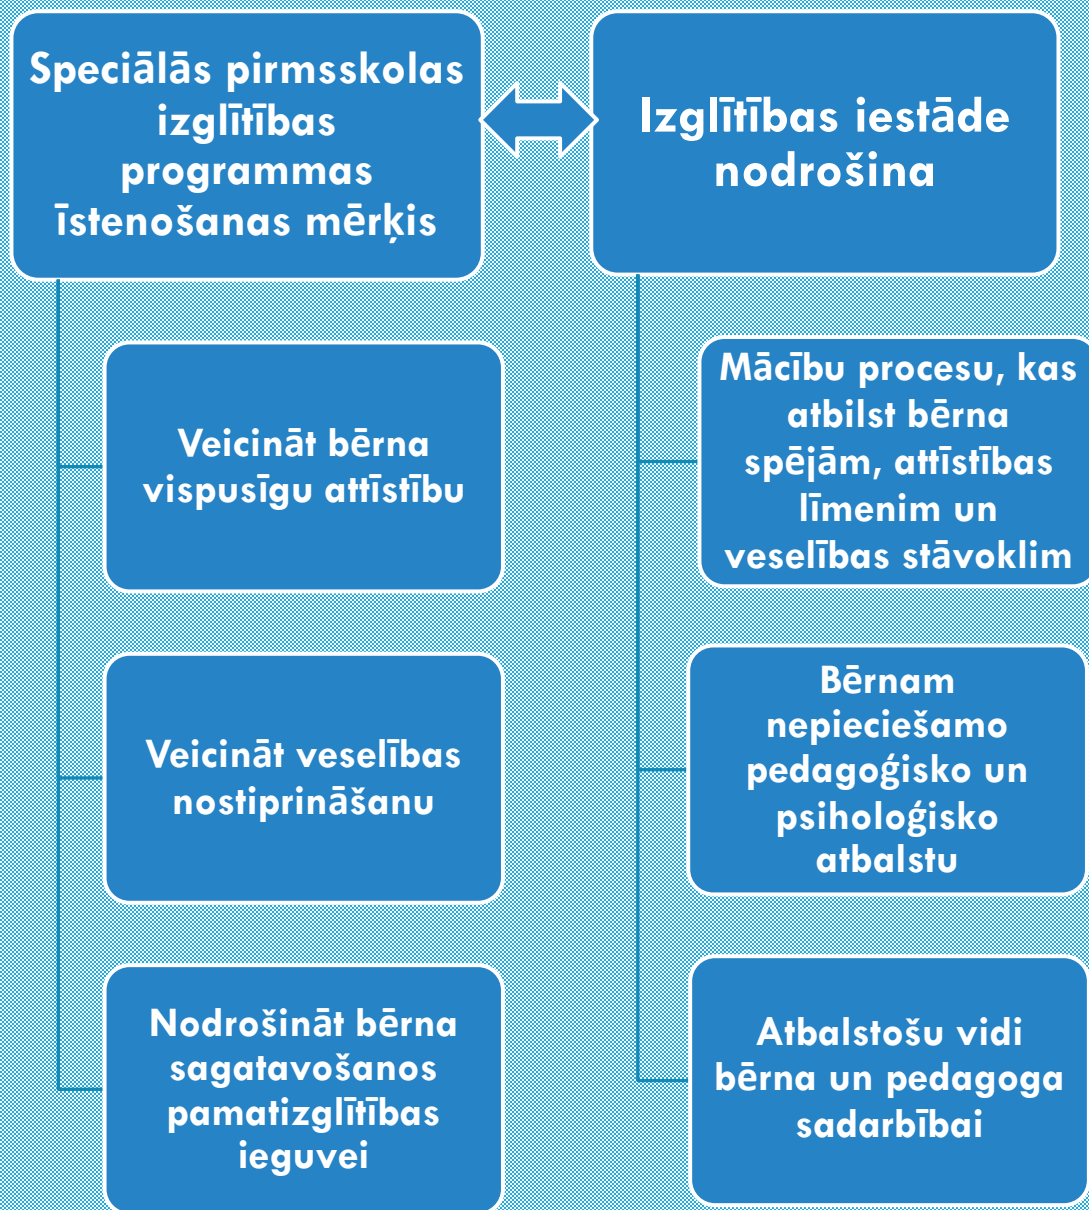 Speciālās pirmsskolas
izglītības
programmas
īstenošanas mērķis
Veicināt bērna
vispusīgu attīstību
Veicināt veselības
nostiprināšanu
Nodrošināt bērna
sagatavošanos
pamatizglītības
ieguvei
Izglītības iestāde
nodrošina
Mācību procesu, kas
atbilst bērna
spējām, attīstības
līmenim un
veselības stāvoklim
Bērnam
nepieciešamo
pedagoģisko un
psiholoģisko
atbalstu
Atbalstošu vidi
bērna un pedagoga
sadarbībai